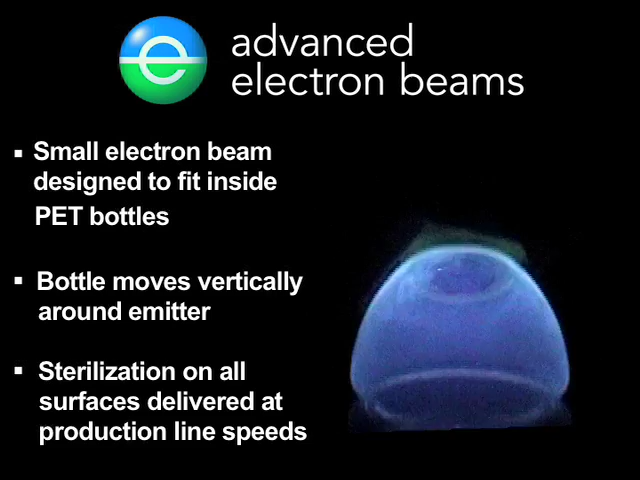 e
advanced
electron beams
▪ Small electron beam
designed to fit inside
PET bottles
▪ Bottle moves vertically
around emitter
▪ Sterilization on all
surfaces delivered at
production line speeds